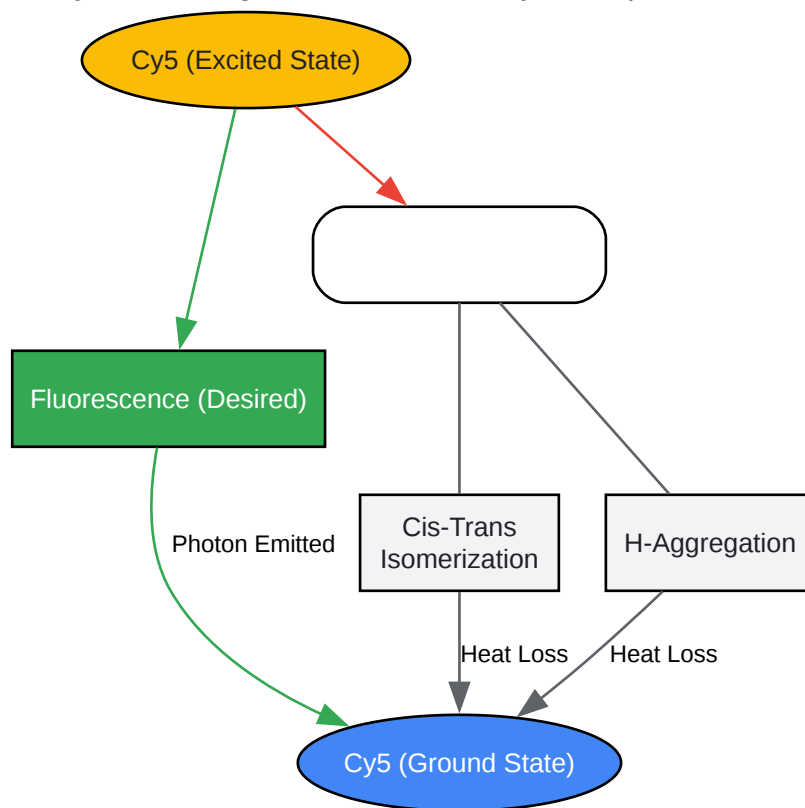 Cy5 (Excited State)
Fluorescence (Desired)
Photon Emitted
Cis-Trans
Isomerization
H-Aggregation
Heat Loss
Heat Loss
Cy5 (Ground State)